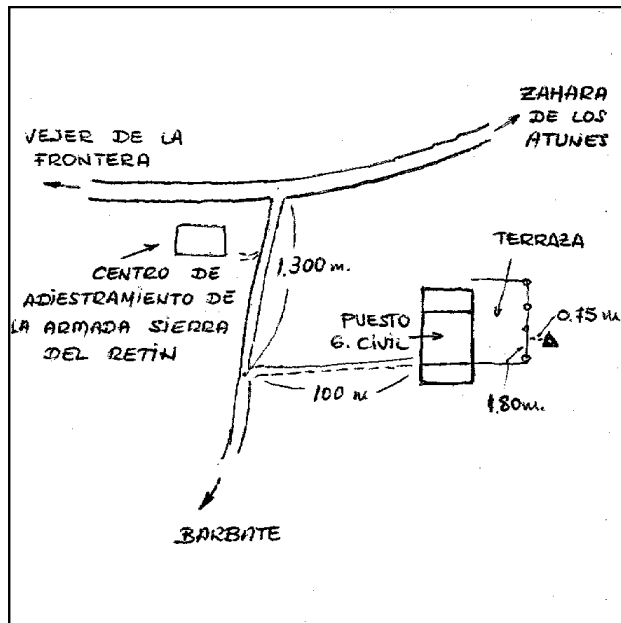 ZAHARA
DE LOS
ATUNES
VEJER DE LA
FRONTERA
TERRAZA
1.300 m.
CENTRO DE
ADIESTRAMIENTO DE
LA ARMADA SIERRA
DEL RETIN
PUESTO
G. CIVIL
0.75 m
100 m
1.80 m.
BARBATE